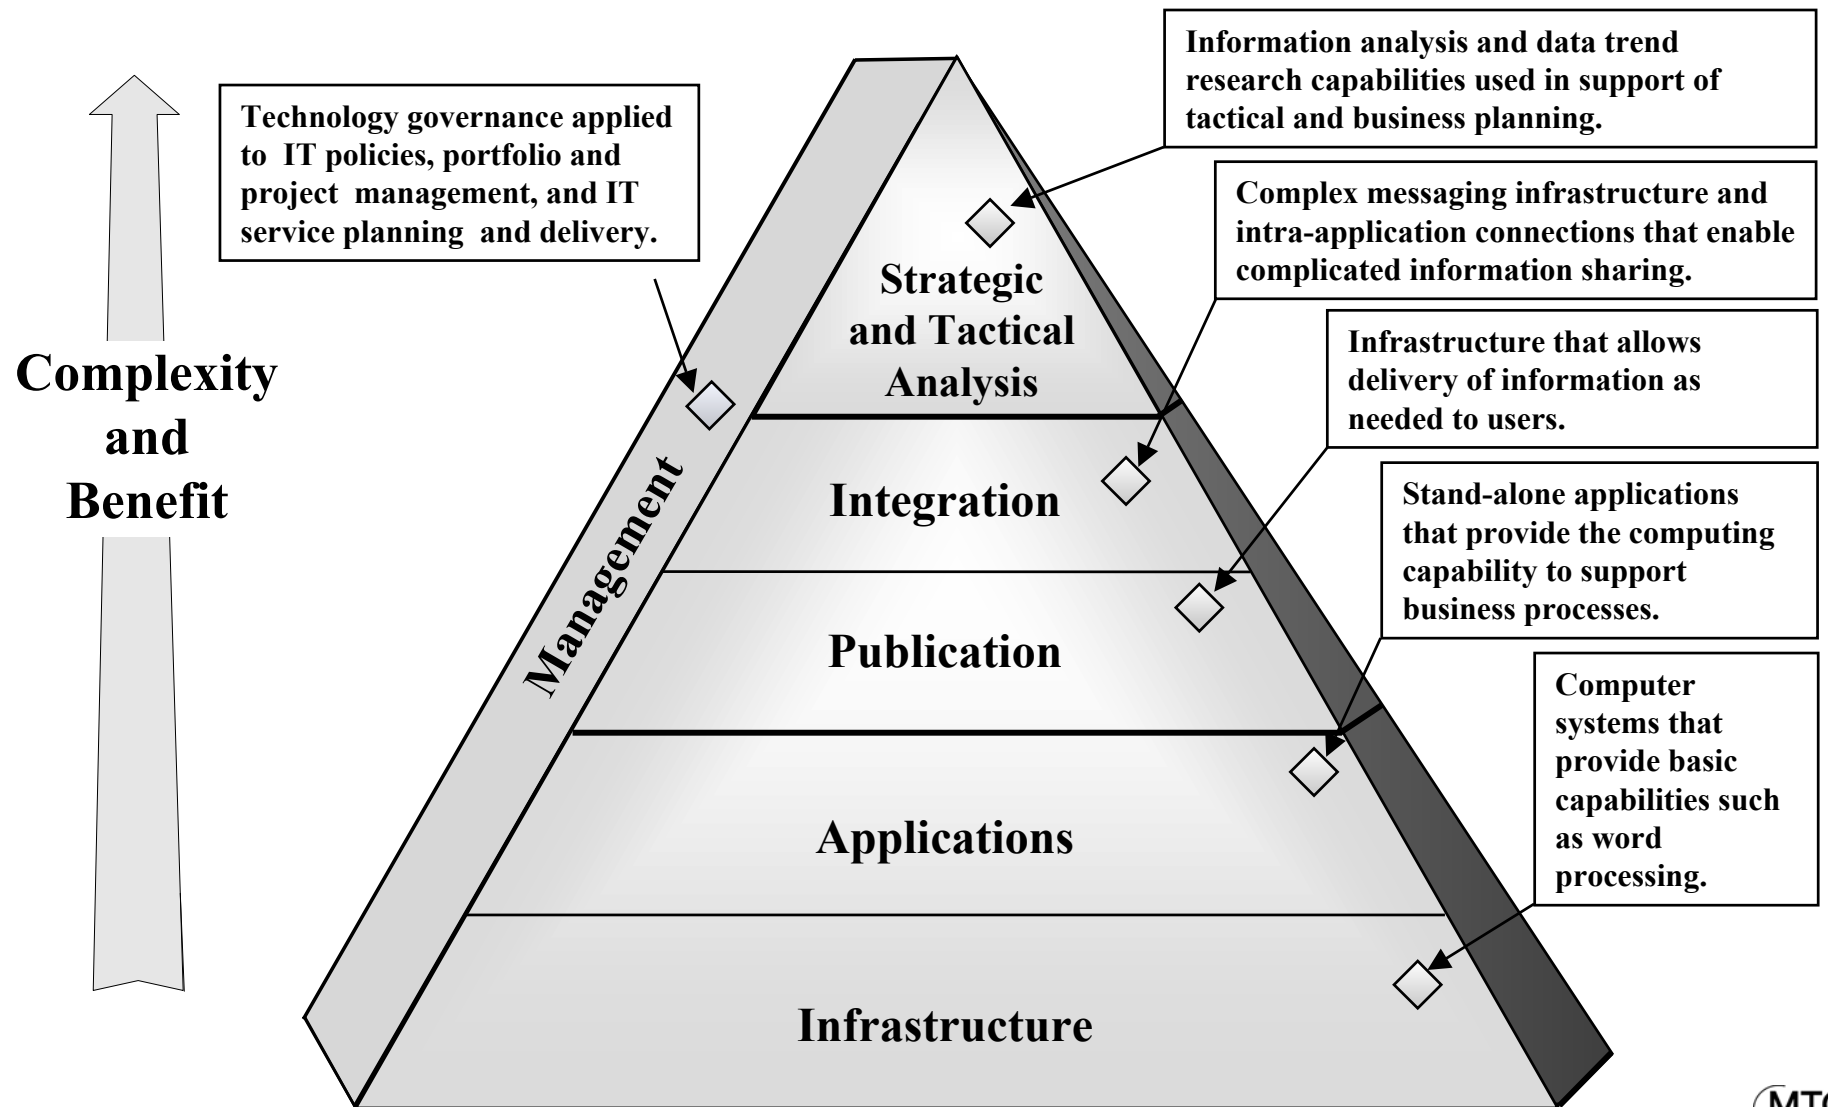 Information analysis and data trend
research capabilities used in support of
tactical and business planning.
Technology governance applied
to IT policies, portfolio and
project management, and IT
service planning and delivery.
Complex messaging infrastructure and
intra-application connections that enable
complicated information sharing.
Strategic
and Tactical
Analysis
Infrastructure that allows
delivery of information as
needed to users.
Complexity
and
Benefit
Management
Integration
Stand-alone applications
that provide the computing
capability to support
business processes.
Publication
Computer
systems that
provide basic
capabilities such
as word
processing.
Applications
Infrastructure